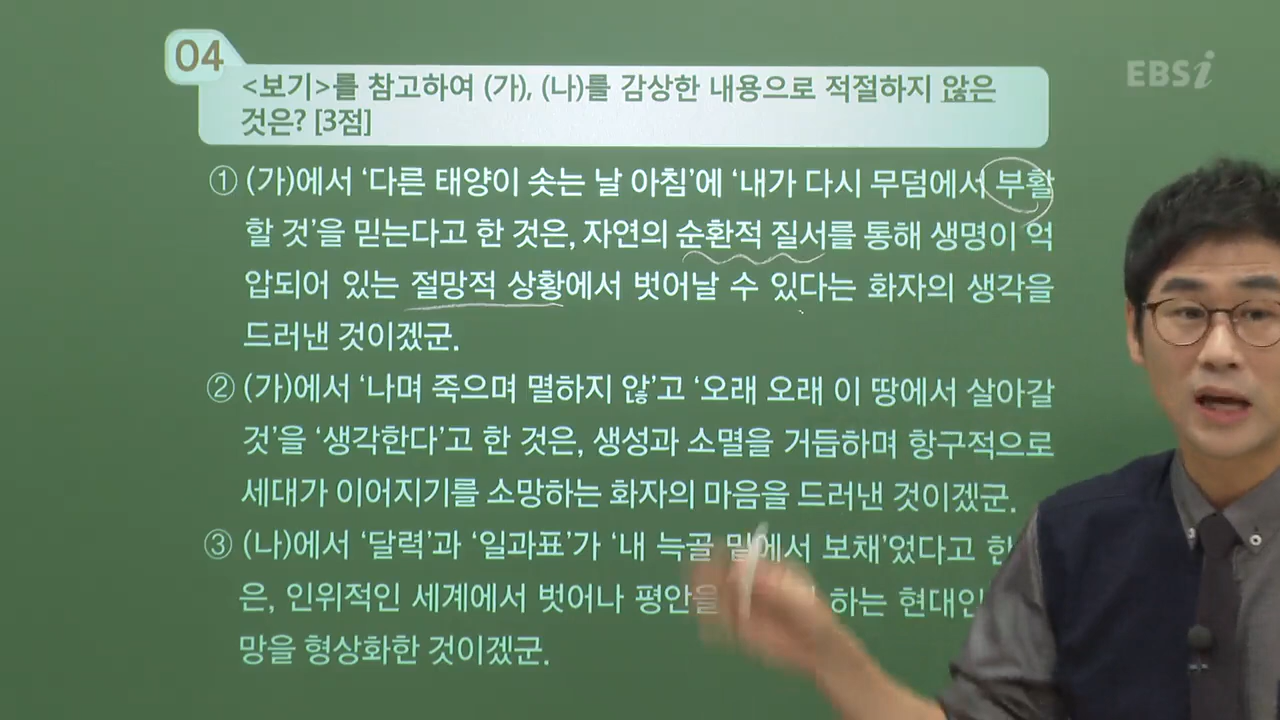 04
EBSi
<보기>를 참고하여 (가), (나)를 감상한 내용으로 적절하지 않은
것은? [3점]
① (가)에서 ‘다른 태양이 솟는 날 아침’에 ‘내가 다시 무덤에서 부활
할 것’을 믿는다고 한 것은, 자연의 순환적 질서를 통해 생명이 억
압되어 있는 절망적 상황에서 벗어날 수 있다는 화자의 생각을
드러낸 것이겠군.
② (가)에서 ‘나며 죽으며 멸하지 않’고 ‘오래 오래 이 땅에서 살아갈
것’을 ‘생각한다’고 한 것은, 생성과 소멸을 거듭하며 항구적으로
세대가 이어지기를 소망하는 화자의 마음을 드러낸 것이겠군.
③ (나)에서 ‘달력’과 ‘일과표’가 ‘내 늑골 밑에서 보채’었다고 한
은, 인위적인 세계에서 벗어나 평안을 하는 현대인
망을 형상화한 것이겠군.